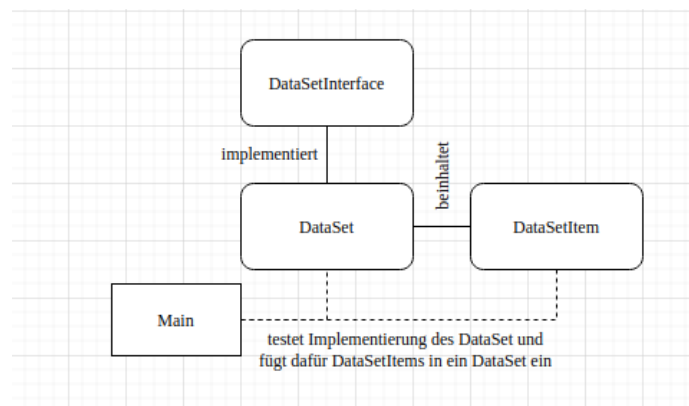 DataSetInterface
implementiert
beinhaltet
DataSet
DataSetItem
Main
testet Implementierung des DataSet und
fügt dafür DataSetItems in ein DataSet ein